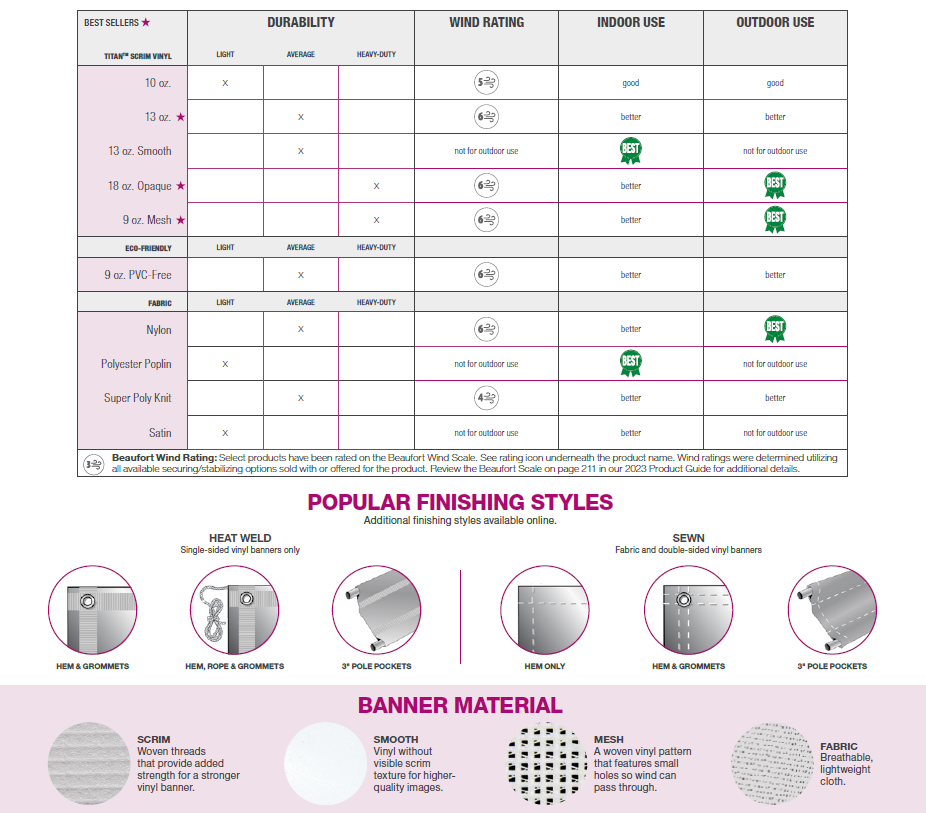 BEST SELLERS ★ DURABILITY WIND RATING INDOOR USE OUTDOOR USE
TITAN™ SCRIM VINYL LIGHT AVERAGE HEAVY-DUTY
10 oz. X 5 good good
13 oz. ★ X 6 better better
13 oz. Smooth X not for outdoor use BEST not for outdoor use
18 oz. Opaque ★ X 6 better BEST
9 oz. Mesh ★ X 6 better BEST
ECO-FRIENDLY LIGHT AVERAGE HEAVY-DUTY
9 oz. PVC-Free X 6 better better
FABRIC LIGHT AVERAGE HEAVY-DUTY
Nylon X 6 better BEST
Polyester Poplin X not for outdoor use BEST not for outdoor use
Super Poly Knit X 4 better better
Satin X not for outdoor use better not for outdoor use
3 Beaufort Wind Rating: Select products have been rated on the Beaufort Wind Scale. See rating icon underneath the product name. Wind ratings were determined utilizing
all available securing/stabilizing options sold with or offered for the product. Review the Beaufort Scale on page 211 in our 2023 Product Guide for additional details.
POPULAR FINISHING STYLES
Additional finishing styles available online.
HEAT WELD
Single-sided vinyl banners only
HEM & GROMMETS
HEM, ROPE & GROMMETS
3" POLE POCKETS
SEWN
Fabric and double-sided vinyl banners
HEM ONLY
HEM & GROMMETS
3" POLE POCKETS
BANNER MATERIAL
SCRIM
Woven threads
that provide added
strength for a stronger
vinyl banner.
SMOOTH
Vinyl without
visible scrim
texture for higher-
quality images.
MESH
A woven vinyl pattern
that features small
holes so wind can
pass through.
FABRIC
Breathable,
lightweight
cloth.